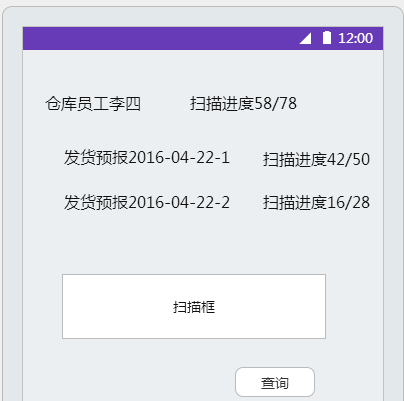 12:00
仓库员工李四 扫描进度58/78
发货预报2016-04-22-1 扫描进度42/50
发货预报2016-04-22-2 扫描进度16/28
扫描框
查询